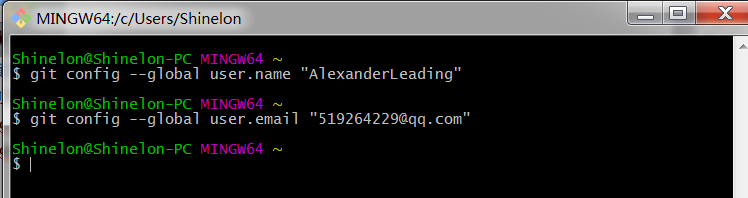 MINGW64:/c/Users/Shinelon
Shinelon@Shinelon-PC MINGW64 ~
$ git config --global user.name "AlexanderLeading"
Shinelon@Shinelon-PC MINGW64 ~
$ git config --global user.email "519264229@qq.com"
Shinelon@Shinelon-PC MINGW64 ~
$